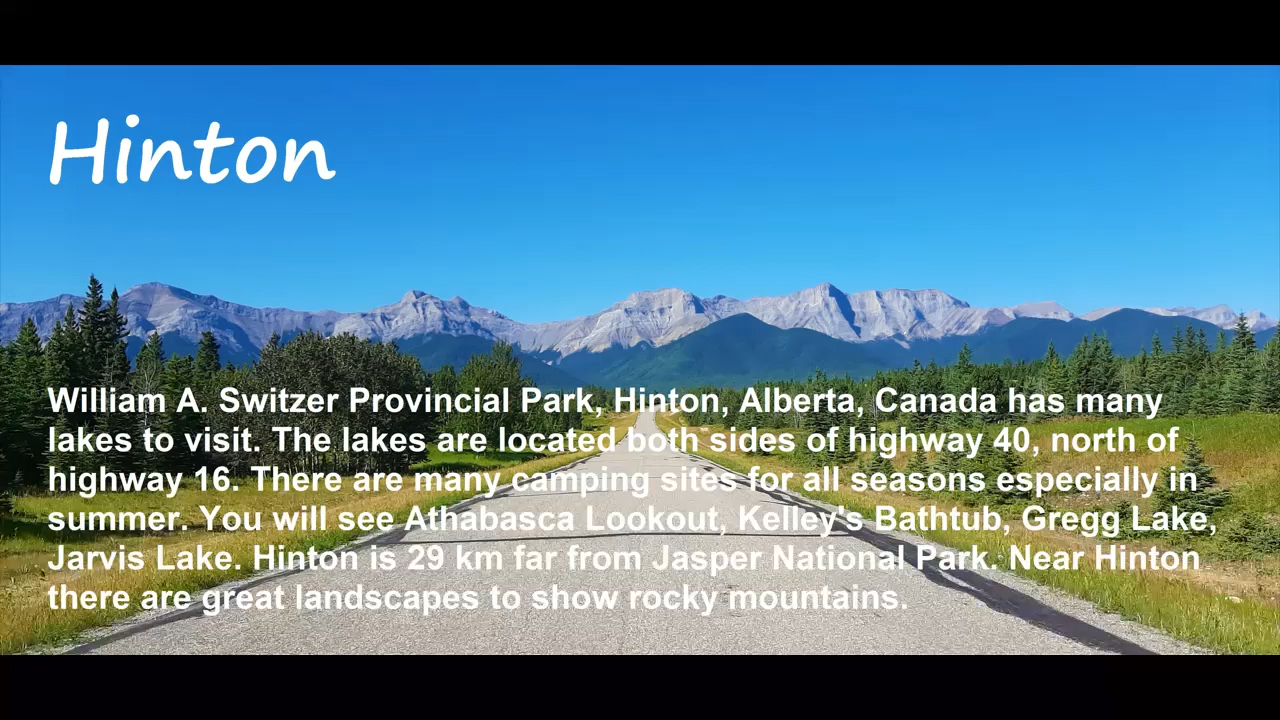 Hinton
William A. Switzer Provincial Park, Hinton, Alberta, Canada has many
lakes to visit. The lakes are located both sides of highway 40, north of
highway 16. There are many camping sites for all seasons especially in
summer. You will see Athabasca Lookout, Kelley's Bathtub, Gregg Lake,
Jarvis Lake. Hinton is 29 km far from Jasper National Park. Near Hinton
there are great landscapes to show rocky mountains.